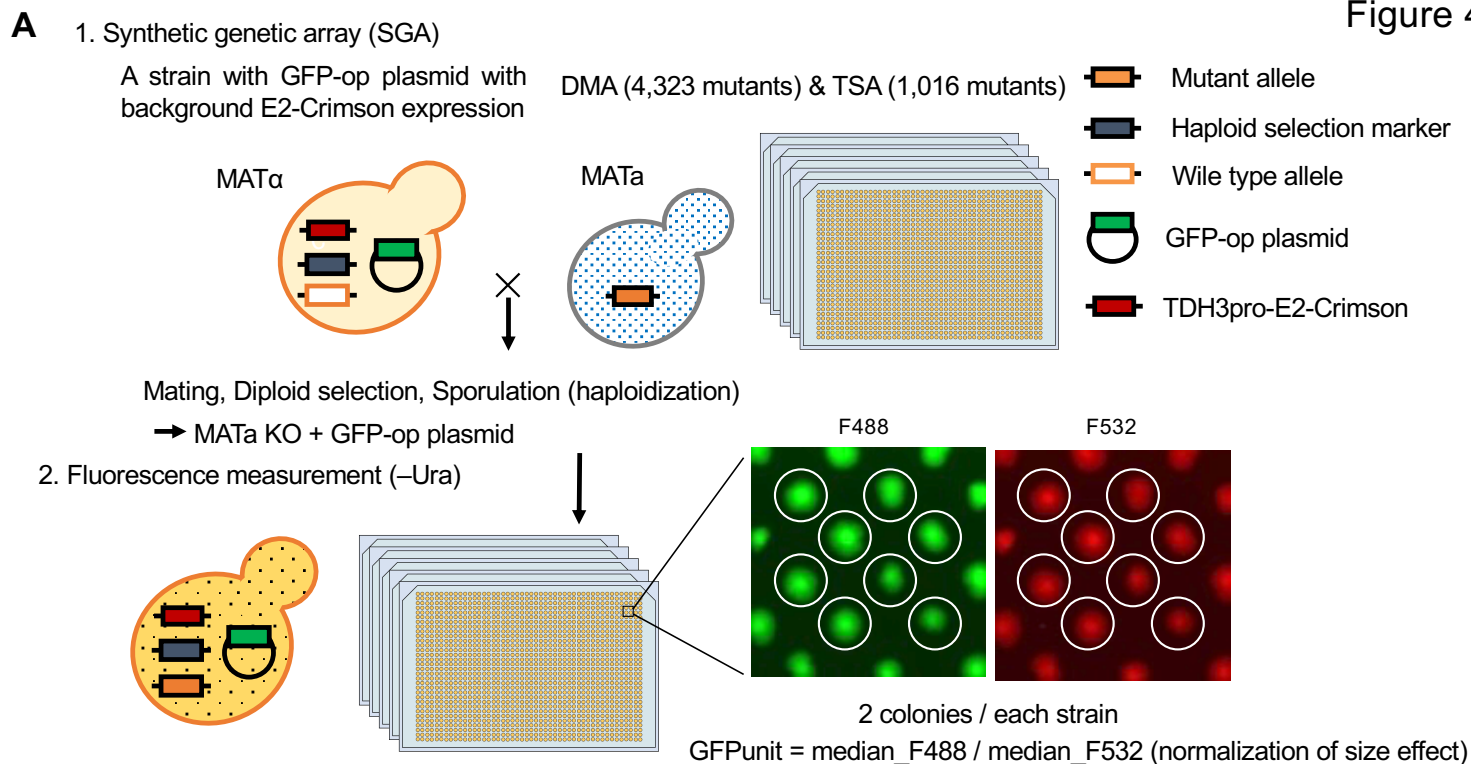 A
Figure 4
1. Synthetic genetic array (SGA)
A strain with GFP-op plasmid with
background E2-Crimson expression
DMA (4,323 mutants) & TSA (1,016 mutants)
Mutant allele
Haploid selection marker
Wile type allele
GFP-op plasmid
TDH3pro-E2-Crimson
MATα
MATa
Mating, Diploid selection, Sporulation (haploidization)
MATa KO + GFP-op plasmid
2. Fluorescence measurement (–Ura)
F488
F532
2 colonies / each strain
GFPunit = median_F488 / median_F532 (normalization of size effect)